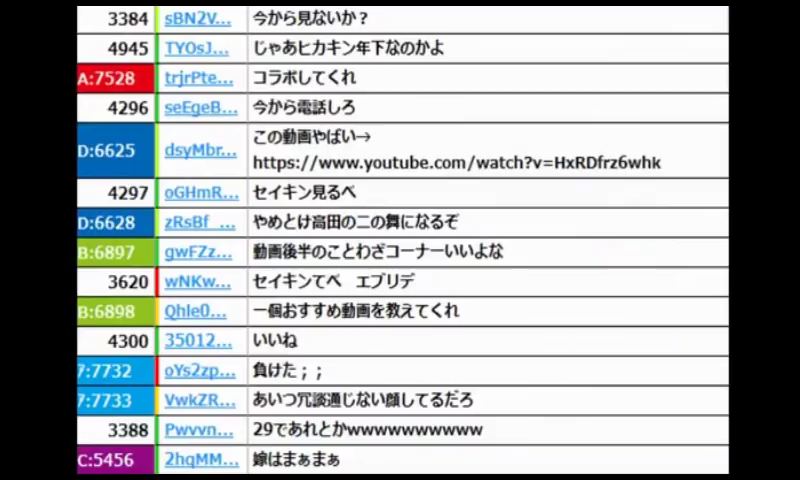 3384 sBN2V... 今から見ないか？
4945 TYOsJ... じゃあヒカキン年下なのかよ
A:7528 trjrPte... コラボしてくれ
4296 seEgeB... 今から電話しろ
D:6625 dsyMbr... この動画やばい→
https://www.youtube.com/watch?v=HxRDfrz6whk
4297 oGHmR... セイキン見るべ
D:6628 zRsBf_... やめとけ高田の二の舞になるぞ
B:6897 gwFZz... 動画後半のことわざコーナーいいよな
3620 wNKw... セイキンてべ　エブリデ
B:6898 Qhle0... 一個おすすめ動画を教えてくれ
4300 35012... いいね
7:7732 oYs2zp... 負けた；；
7:7733 VwkZR... あいつ冗談通じない顔してるだろ
3388 Pwvvn... 29であれとかwwwwwwwwwww
C:5456 2hqMM... 嫁はまぁまぁ